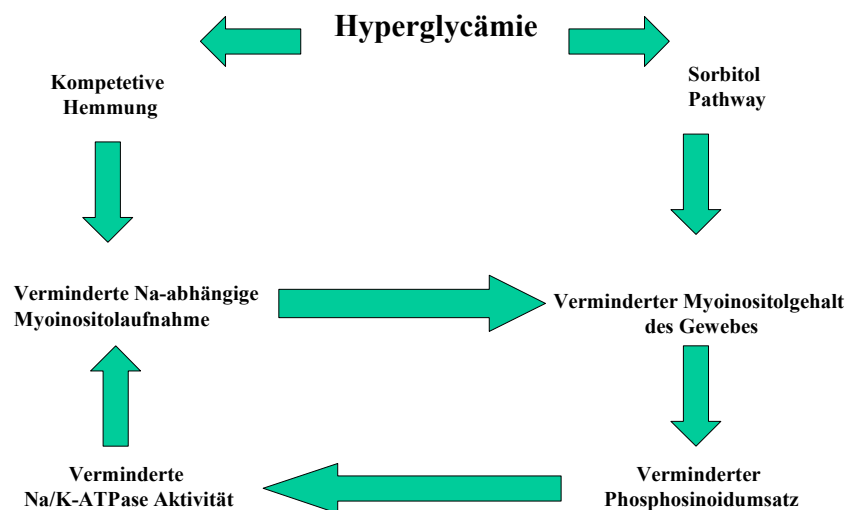 Hyperglycämie
Kompetetive
Hemmung
Sorbitol
Pathway
Verminderte Na-abhängige
Myoinositolaufnahme
Verminderter Myoinositolgehalt
des Gewebes
Verminderte
Na/K-ATPase Aktivität
Verminderter
Phosphosinoidumsatz